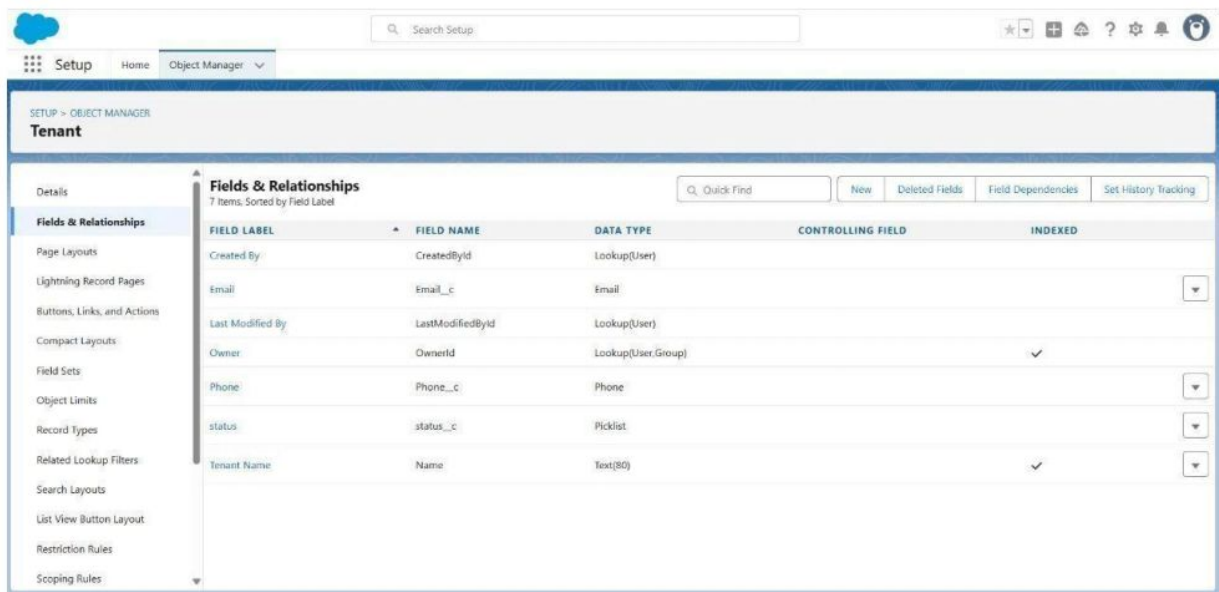 Search Setup
Setup Home Object Manager
SETUP > OBJECT MANAGER
Tenant
Details
Fields & Relationships
Page Layouts
Lightning Record Pages
Buttons, Links, and Actions
Compact Layouts
Field Sets
Object Limits
Record Types
Related Lookup Filters
Search Layouts
List View Button Layout
Restriction Rules
Scoping Rules
Fields & Relationships
7 Items, Sorted by Field Label
Quick Find New Deleted Fields Field Dependencies Set History Tracking
FIELD LABEL FIELD NAME DATA TYPE CONTROLLING FIELD INDEXED
Created By CreatedById Lookup(User)
Email Email__c Email
Last Modified By LastModifiedById Lookup(User)
Owner OwnerId Lookup(User,Group)
Phone Phone__c Phone
status status__c Picklist
Tenant Name Name Text(80)